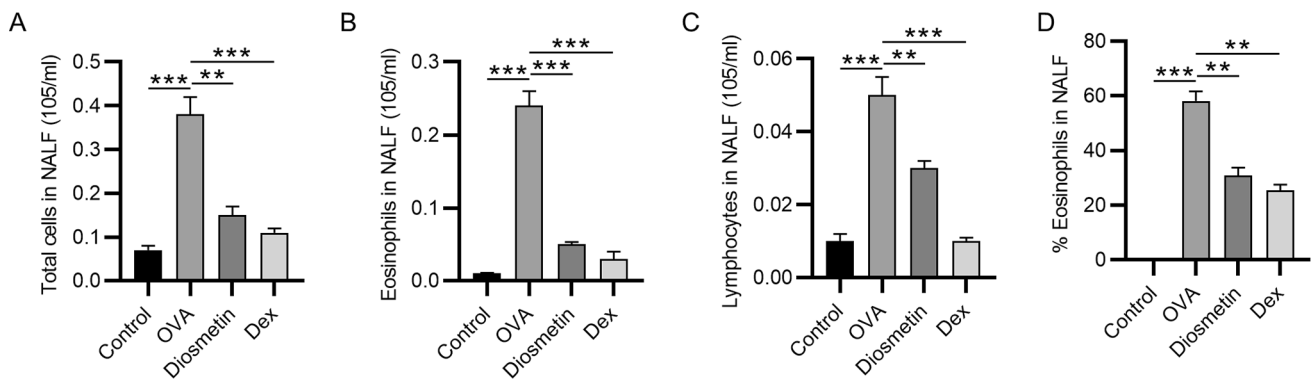 A
Total cells in NALF (105/ml)
0.5
0.4
0.3
0.2
0.1
0.0
***
***
**
Control
OVA
Diosmetin
Dex
B
Eosinophils in NALF (105/ml)
0.3
0.2
0.1
0.0
***
***
***
Control
OVA
Diosmetin
Dex
C
Lymphocytes in NALF (105/ml)
0.06
0.04
0.02
0.00
***
***
**
Control
OVA
Diosmetin
Dex
D
% Eosinophils in NALF
80
60
40
20
0
**
***
**
Control
OVA
Diosmetin
Dex